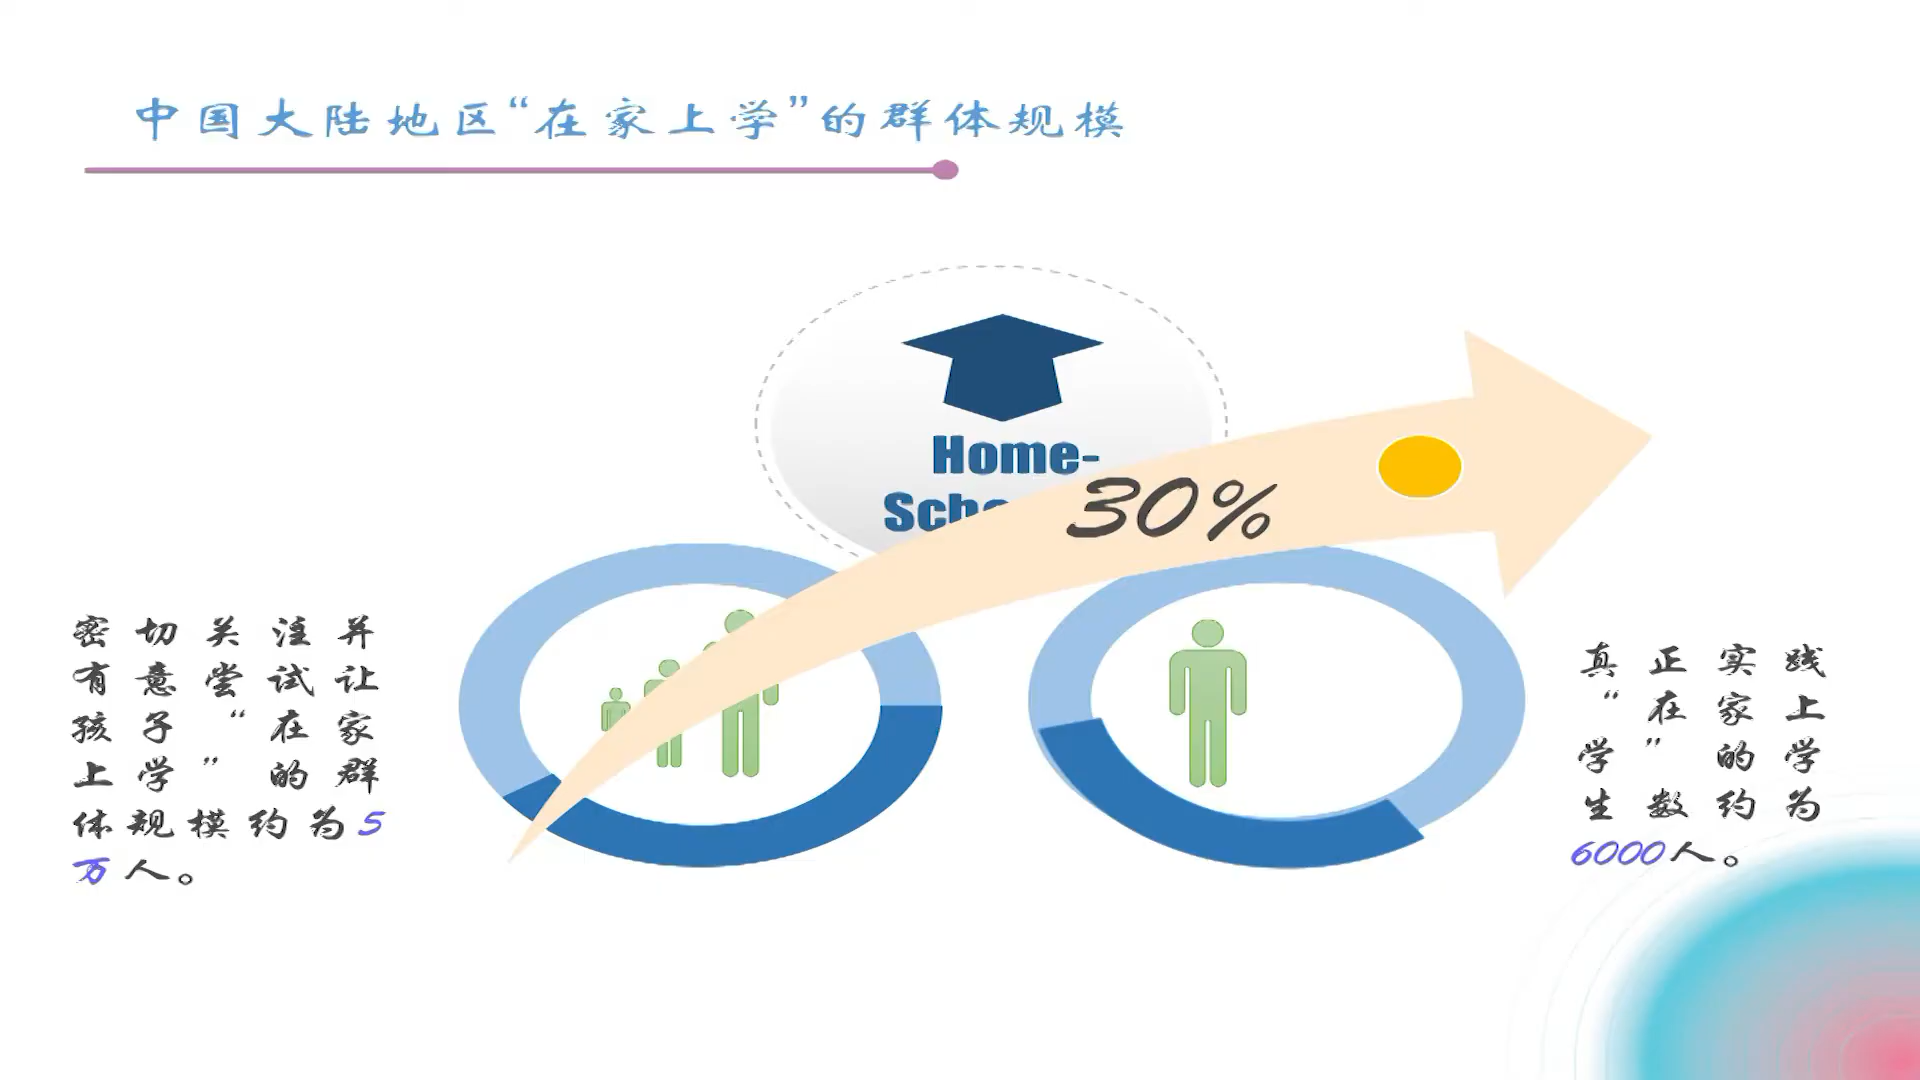 中国大陆地区“在家上学”的群体规模
Home-
30%
密切关注并
有意尝试让
孩子“在家
上学”的群
体规模约为5
万人。
真正实践
“在家上
学”的学
生数约为
6000人。